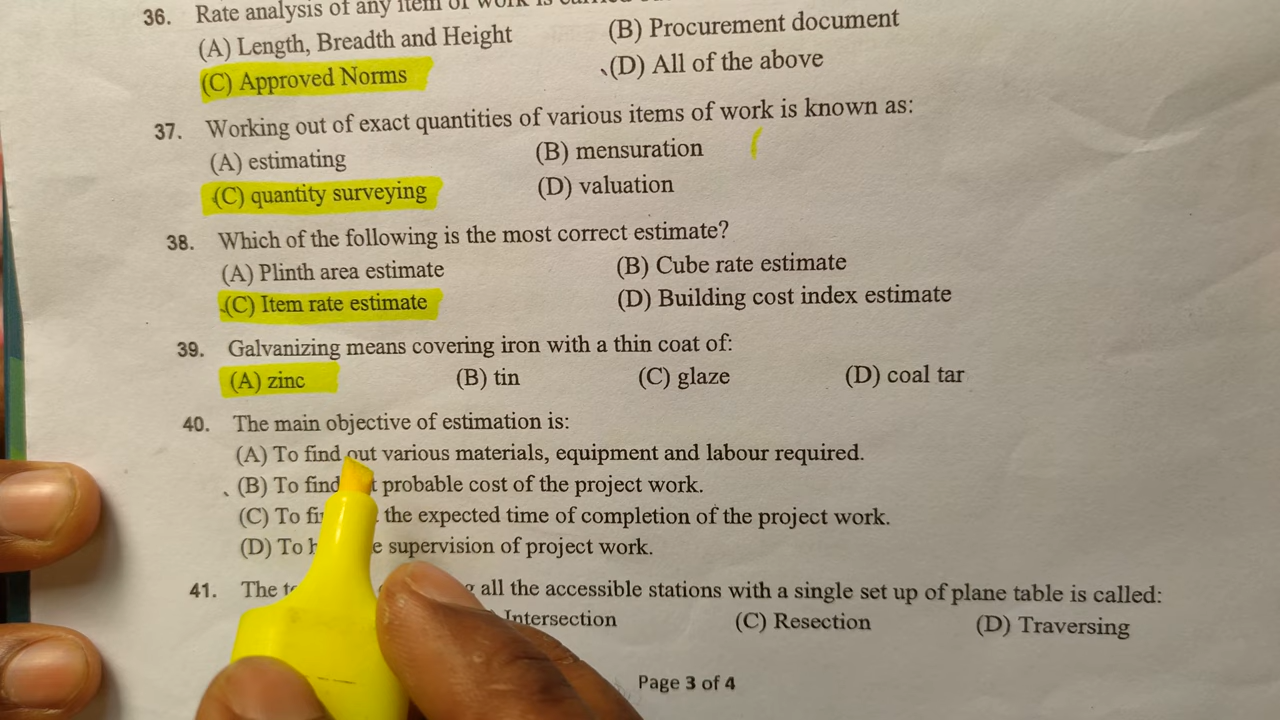 36. Rate analysis of any item of work is
(A) Length, Breadth and Height (B) Procurement document
(C) Approved Norms (D) All of the above
37. Working out of exact quantities of various items of work is known as:
(A) estimating (B) mensuration
(C) quantity surveying (D) valuation
38. Which of the following is the most correct estimate?
(A) Plinth area estimate (B) Cube rate estimate
(C) Item rate estimate (D) Building cost index estimate
39. Galvanizing means covering iron with a thin coat of:
(A) zinc (B) tin (C) glaze (D) coal tar
40. The main objective of estimation is:
(A) To find out various materials, equipment and labour required.
(B) To find probable cost of the project work.
(C) To the expected time of completion of the project work.
(D) To supervision of project work.
41. The all the accessible stations with a single set up of plane table is called:
Intersection (C) Resection (D) Traversing
Page 3 of 4